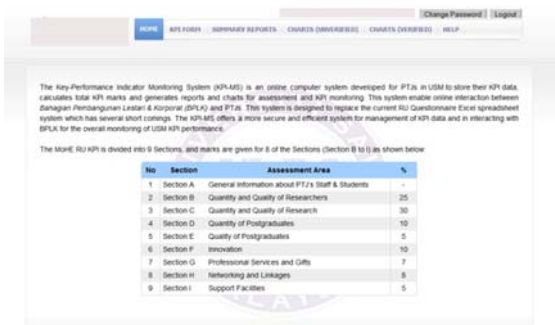 Change Password Logout
HOME KPI FORM SUMMARY REPORTS CHARTS (UNVERIFIED) CHARTS (VERIFIED) HELP
The Key-Performance Indicator Monitoring System (KPI-MS) is an online computer system developed for PTJs in USM to store their KPI data,
calculates total KPI marks and generates reports and charts for assessment and KPI monitoring. This system enable online interaction between
Bahagian Pembangunan Lestari & Korporat (BPLK) and PTJs. This system is designed to replace the current RU Questionnaire Excel spreadsheet
system which has several short comings. The KPI-MS offers a more secure and efficient system for management of KPI data and in interacting with
BPLK for the overall monitoring of USM KPI performance.
The MoHE RU KPI is divided into 9 Sections, and marks are given for 8 of the Sections (Section B to I) as shown below
No Section Assessment Area %
1 Section A General Information about PTJs Staff & Students -
2 Section B Quantity and Quality of Researchers 25
3 Section C Quantity and Quality of Research 30
4 Section D Quantity of Postgraduates 10
5 Section E Quality of Postgraduates 5
6 Section F Innovation 10
7 Section G Professional Services and Gifts 7
8 Section H Networking and Linkages 8
9 Section I Support Facilities 5